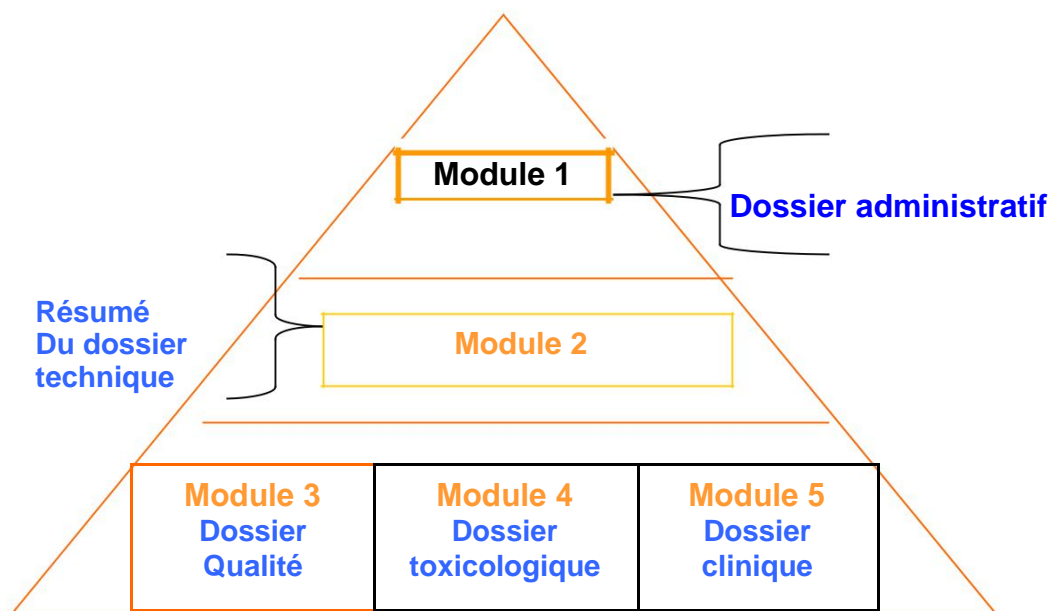 Module 1
Dossier administratif
Résumé
Du dossier
technique
Module 2
Module 3
Dossier
Qualité
Module 4
Dossier
toxicologique
Module 5
Dossier
clinique